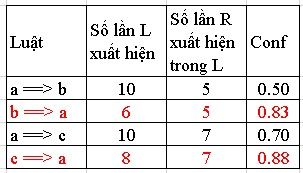 Luật Số lần L xuất hiện Số lần R xuất hiện trong L Conf
a ==> b 10 5 0.50
b ==> a 6 5 0.83
a ==> c 10 7 0.70
c ==> a 8 7 0.88